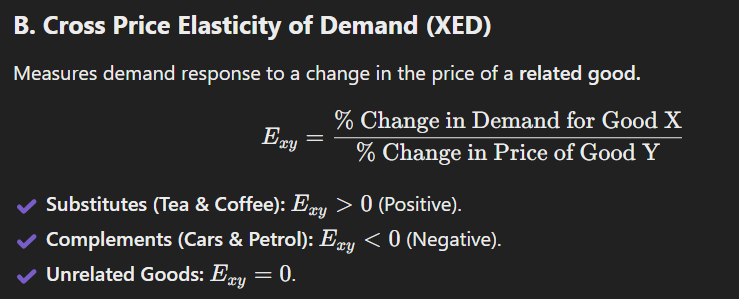 B. Cross Price Elasticity of Demand (XED)
Measures demand response to a change in the price of a related good.
E_{xy} = \frac{\% \text{ Change in Demand for Good X}}{\% \text{ Change in Price of Good Y}}
✔ Substitutes (Tea & Coffee): E_{xy} > 0 (Positive).
✔ Complements (Cars & Petrol): E_{xy} < 0 (Negative).
✔ Unrelated Goods: E_{xy} = 0.